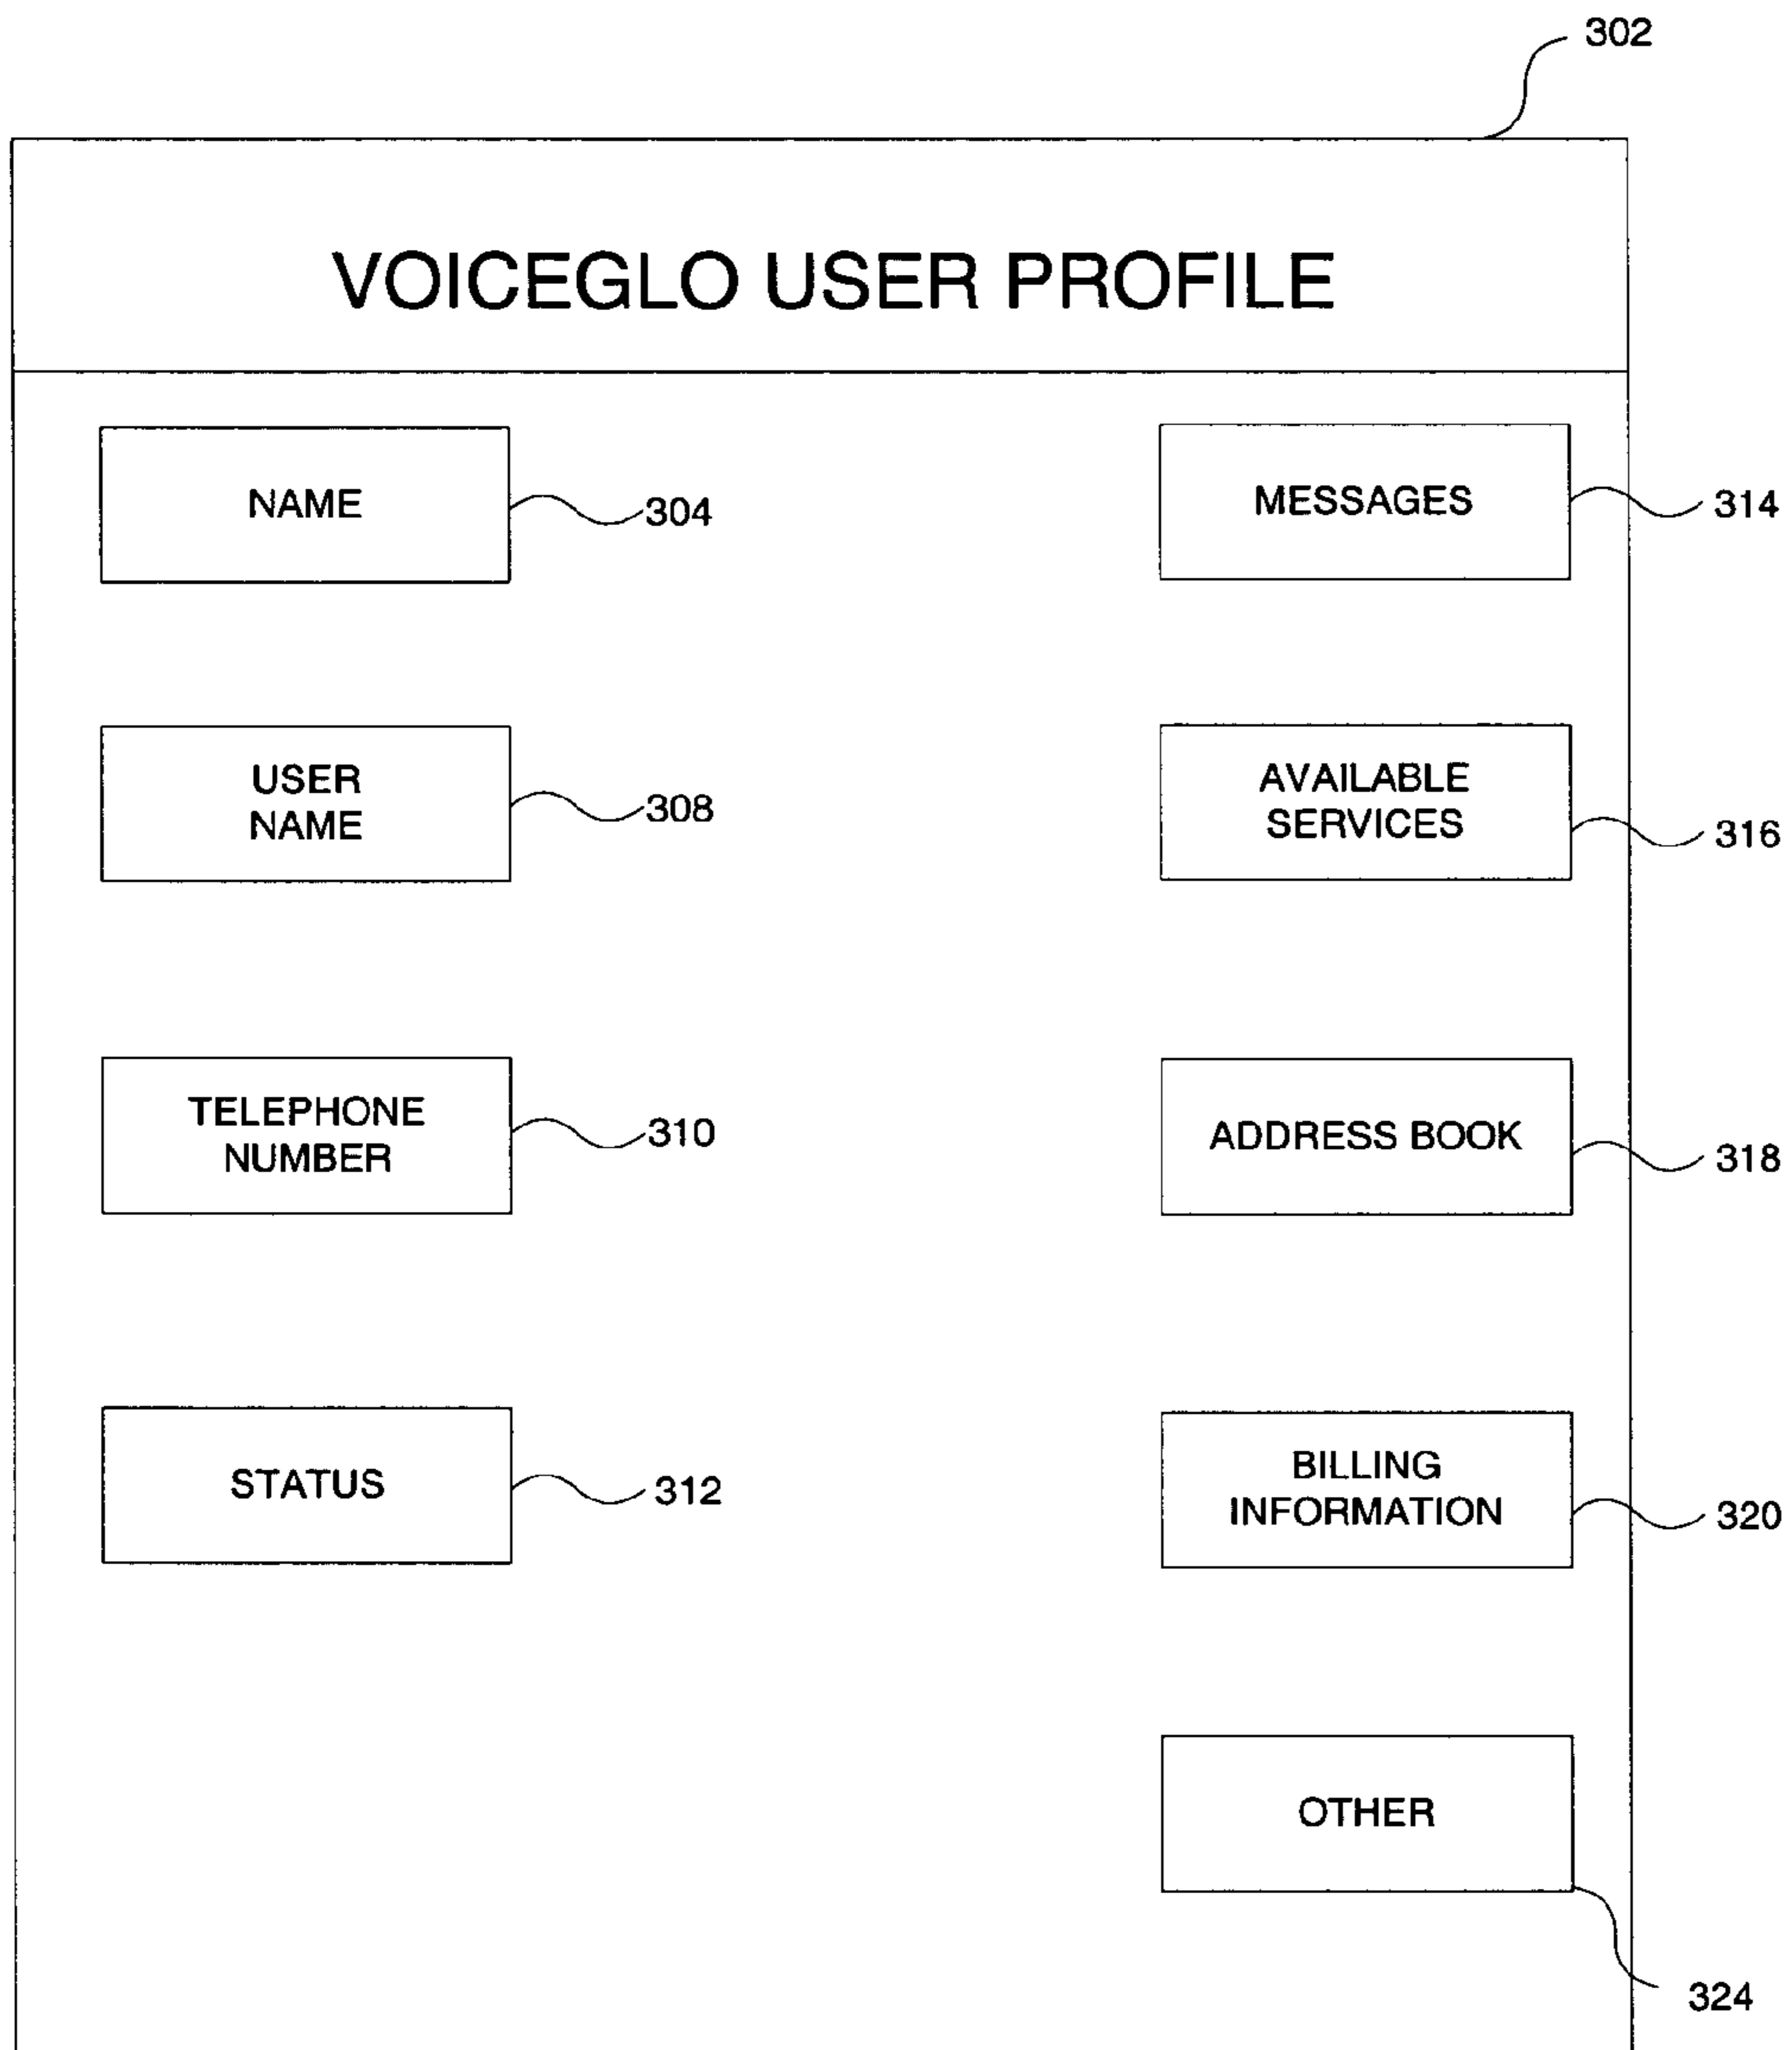 302
VOICEGLO USER PROFILE
NAME
304
MESSAGES
314
USER
NAME
308
AVAILABLE
SERVICES
316
TELEPHONE
NUMBER
310
ADDRESS BOOK
318
STATUS
312
BILLING
INFORMATION
320
OTHER
324